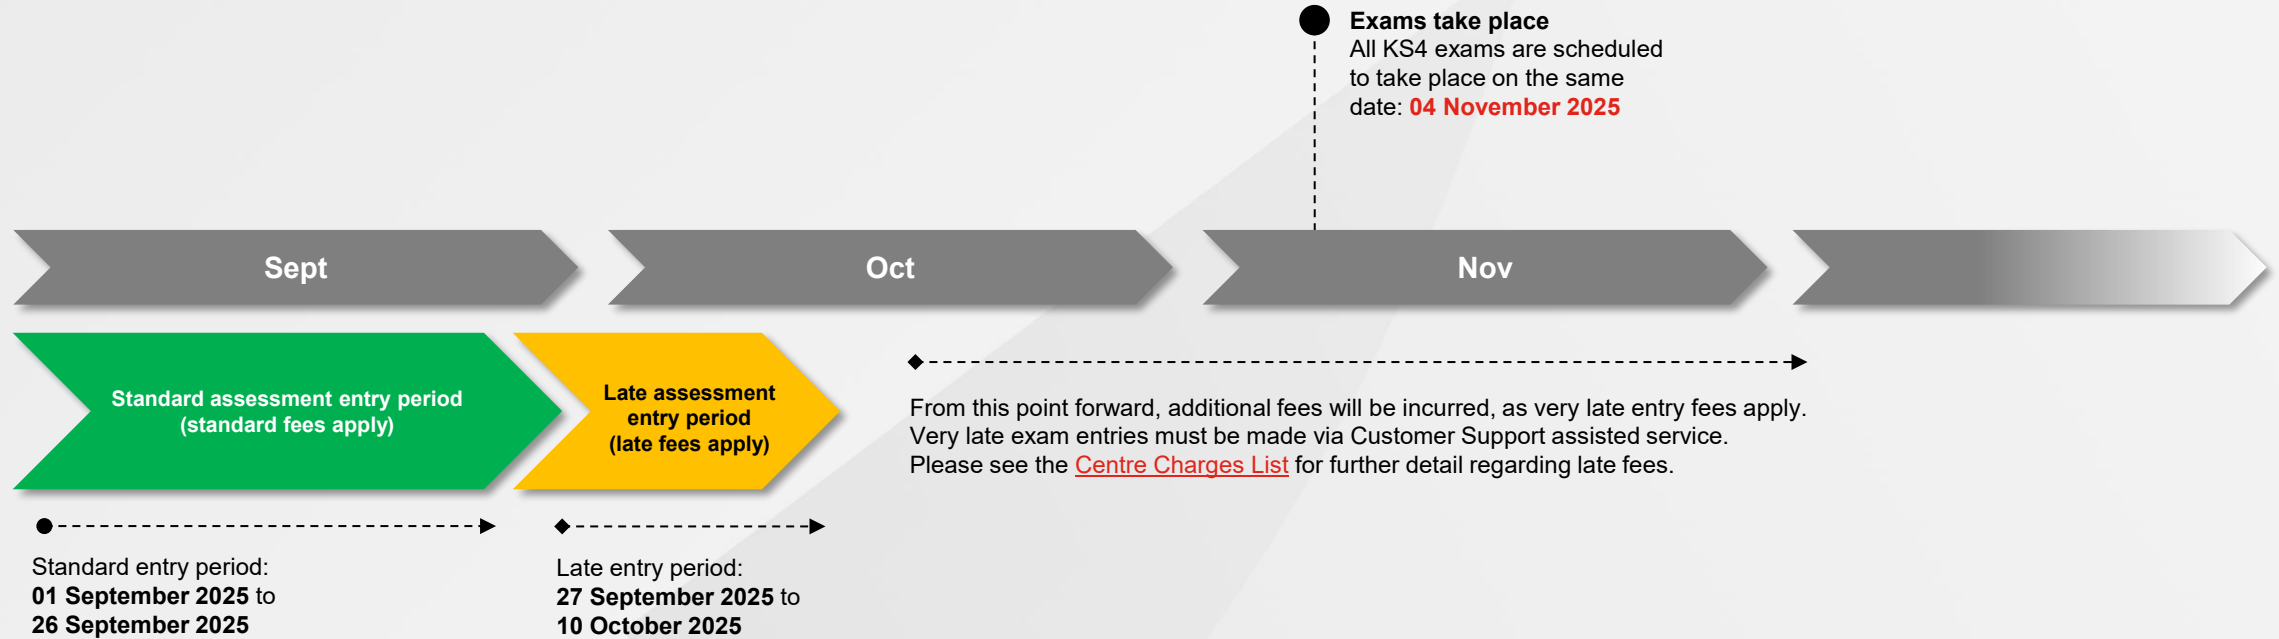 Exams take place
All KS4 exams are scheduled
to take place on the same
date: 04 November 2025
Sept
Oct
Nov
Standard assessment entry period
(standard fees apply)
Late assessment
entry period
(late fees apply)
From this point forward, additional fees will be incurred, as very late entry fees apply.
Very late exam entries must be made via Customer Support assisted service.
Please see the Centre Charges List for further detail regarding late fees.
Standard entry period:
01 September 2025 to
26 September 2025
Late entry period:
27 September 2025 to
10 October 2025